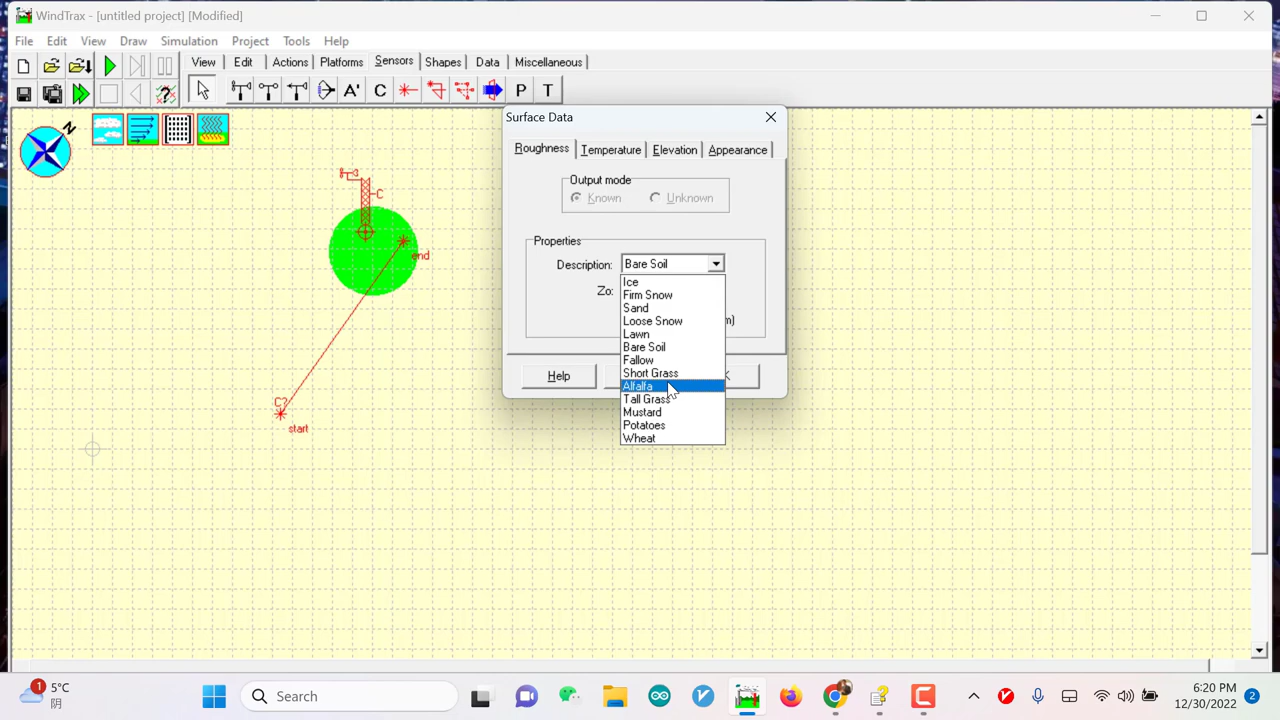 WindTrax - [untitled project] [Modified]
File Edit View Draw Simulation Project Tools Help
View Edit Actions Platforms Sensors Shapes Data Miscellaneous
A' C P T
N
C
end
C?
start
Surface Data
Roughness Temperature Elevation Appearance
Output mode
Known Unknown
Properties
Description: Bare Soil
Zo:
Ice
Firm Snow
Sand
Loose Snow
Lawn
Bare Soil
Fallow
Short Grass
Alfalfa
Tall Grass
Mustard
Potatoes
Wheat
Help
5°C
阴
1
Search
6:20 PM
12/30/2022
2